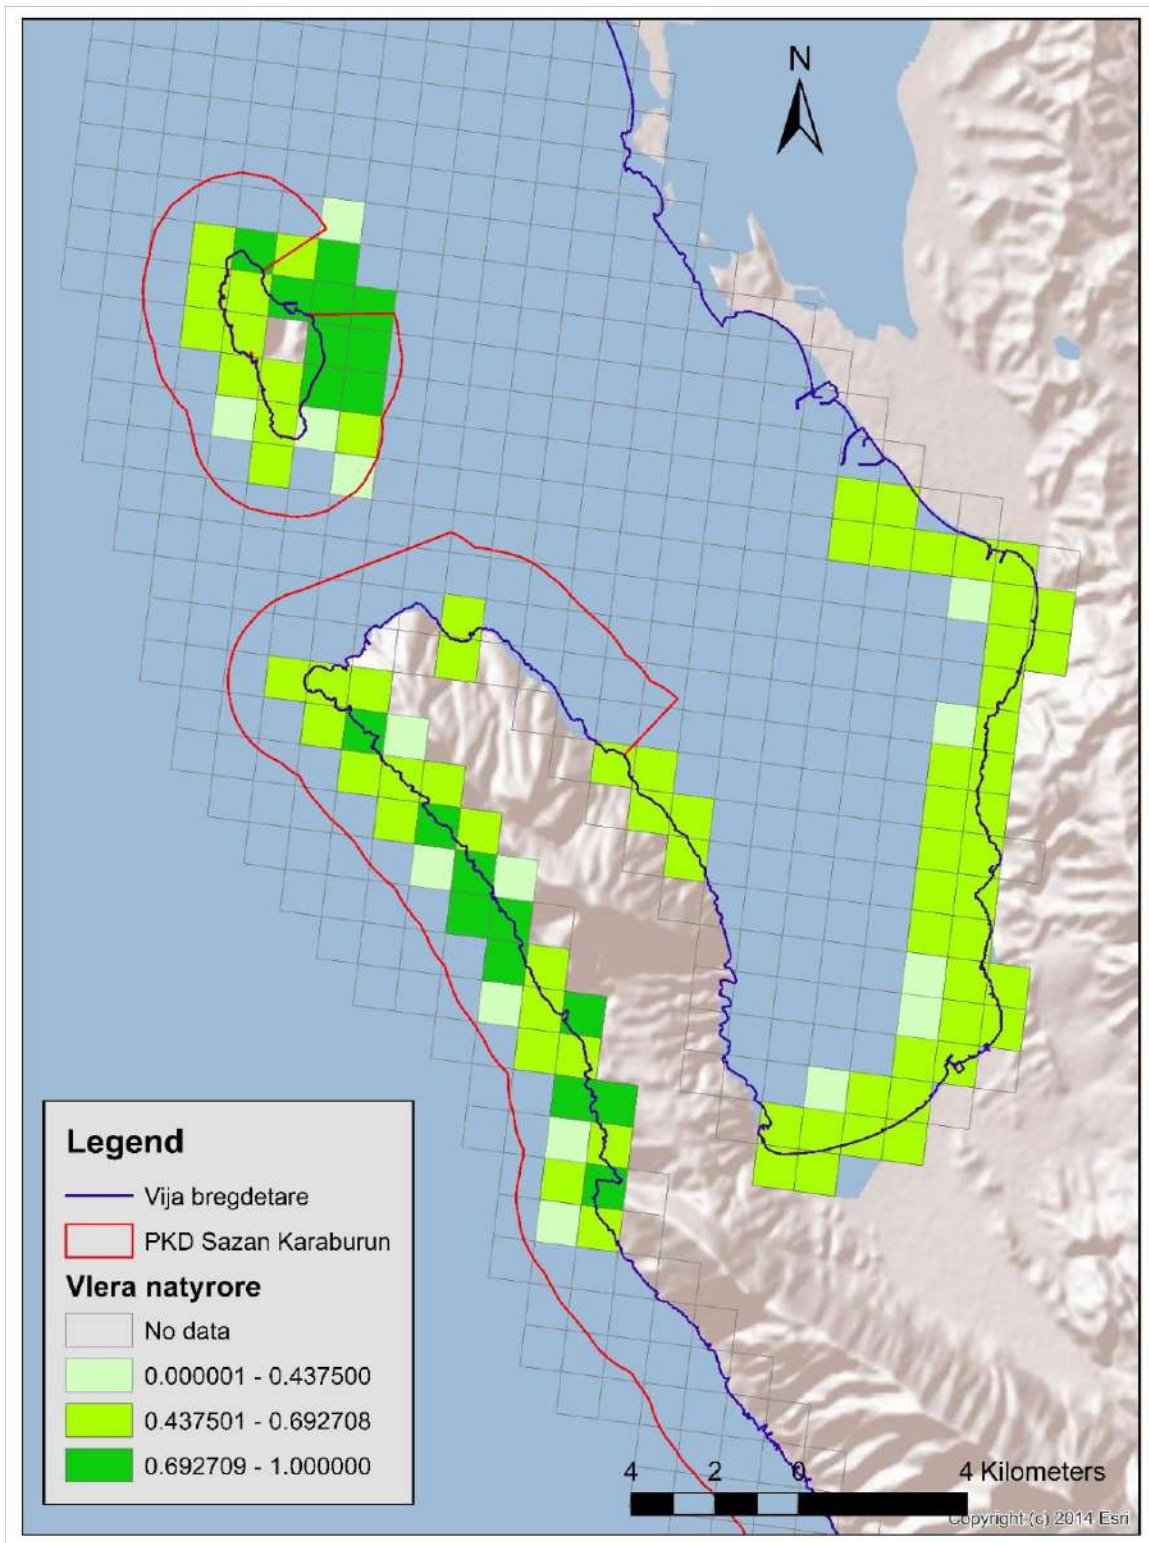 N
Legend
Vija bregdetare
PKD Sazan Karaburun
Vlera natyrore
No data
0.000001 - 0.437500
0.437501 - 0.692708
0.692709 - 1.000000
4 2 0 4 Kilometers
Copyright:(c) 2014 Esri